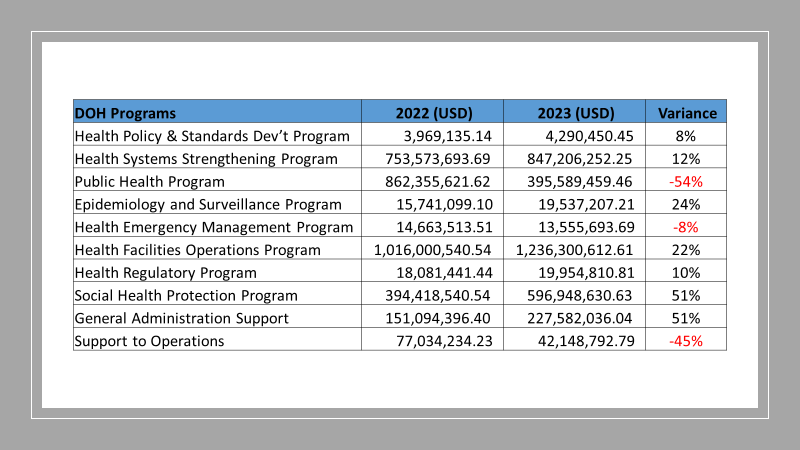 DOH Programs 2022 (USD) 2023 (USD) Variance
Health Policy & Standards Dev’t Program 3,969,135.14 4,290,450.45 8%
Health Systems Strengthening Program 753,573,693.69 847,206,252.25 12%
Public Health Program 862,355,621.62 395,589,459.46 -54%
Epidemiology and Surveillance Program 15,741,099.10 19,537,207.21 24%
Health Emergency Management Program 14,663,513.51 13,555,693.69 -8%
Health Facilities Operations Program 1,016,000,540.54 1,236,300,612.61 22%
Health Regulatory Program 18,081,441.44 19,954,810.81 10%
Social Health Protection Program 394,418,540.54 596,948,630.63 51%
General Administration Support 151,094,396.40 227,582,036.04 51%
Support to Operations 77,034,234.23 42,148,792.79 -45%